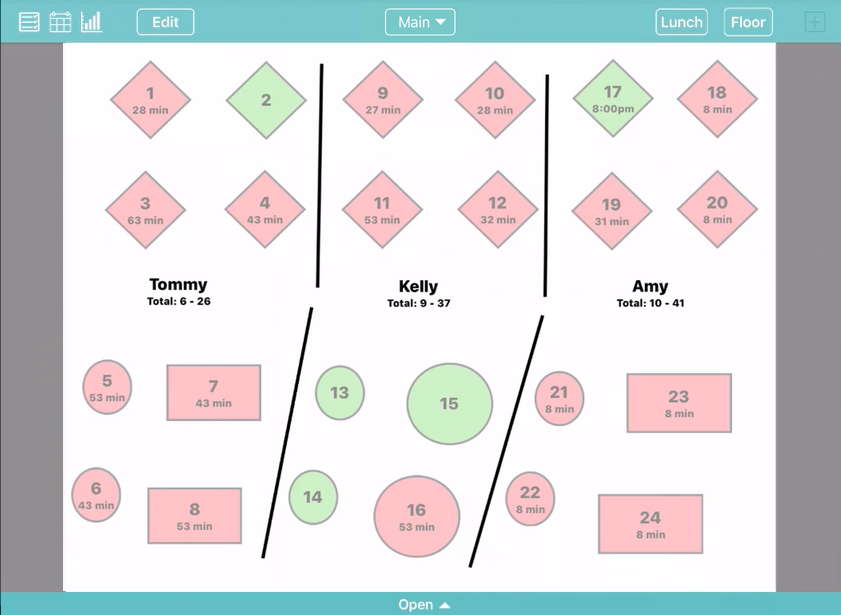 Edit
Main
Lunch
Floor
1
28 min
2
9
27 min
10
28 min
17
8:00pm
18
8 min
3
63 min
4
43 min
11
53 min
12
32 min
19
31 min
20
8 min
Tommy
Total: 6 - 26
Kelly
Total: 9 - 37
Amy
Total: 10 - 41
5
53 min
7
43 min
13
15
21
8 min
23
8 min
6
43 min
8
53 min
14
16
53 min
22
8 min
24
8 min
Open